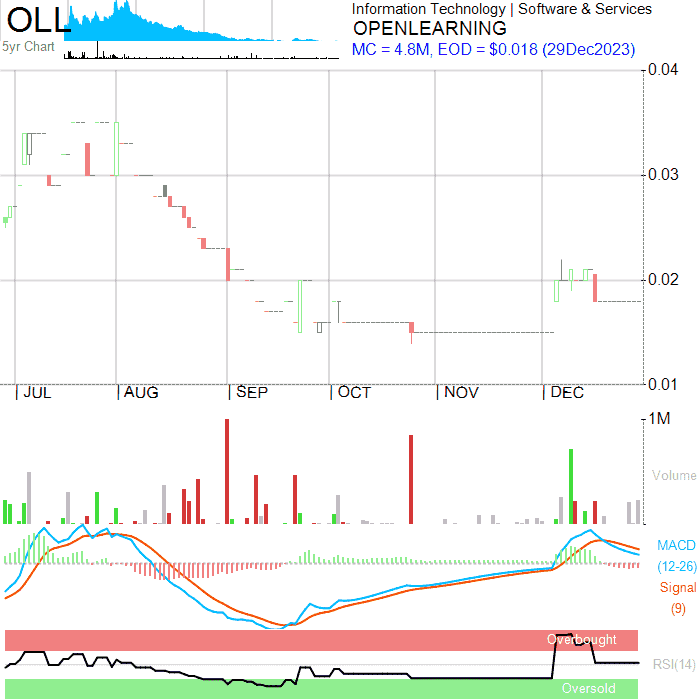 OLL
5yr Chart
Information Technology | Software & Services
OPENLEARNING
MC = 4.8M, EOD = $0.018 (29Dec2023)
0.04
0.03
0.02
0.01
JUL AUG SEP OCT NOV DEC
1M
Volume
MACD
(12-26)
Signal
(9)
Overbought
RSI(14)
Oversold